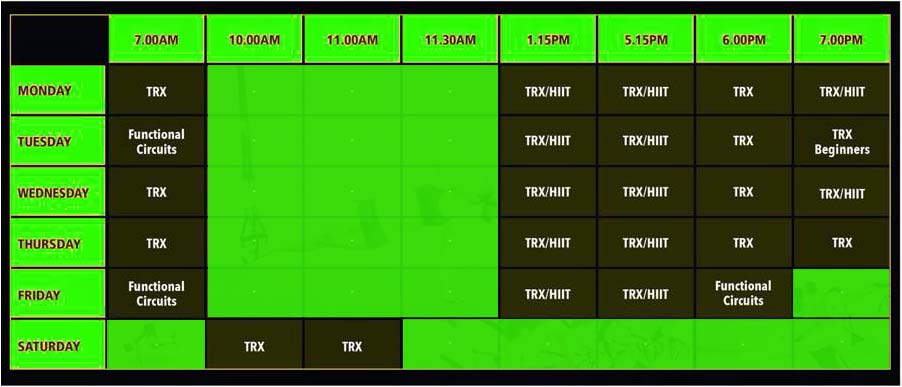 7.00AM 10.00AM 11.00AM 11.30AM 1.15PM 5.15PM 6.00PM 7.00PM
MONDAY TRX - - - TRX/HIIT TRX/HIIT TRX TRX/HIIT
TUESDAY Functional Circuits - - - TRX/HIIT TRX/HIIT TRX TRX Beginners
WEDNESDAY TRX - - - TRX/HIIT TRX/HIIT TRX TRX/HIIT
THURSDAY TRX - - - TRX/HIIT TRX/HIIT TRX TRX
FRIDAY Functional Circuits - - - TRX/HIIT TRX/HIIT Functional Circuits -
SATURDAY - TRX TRX - - - - -